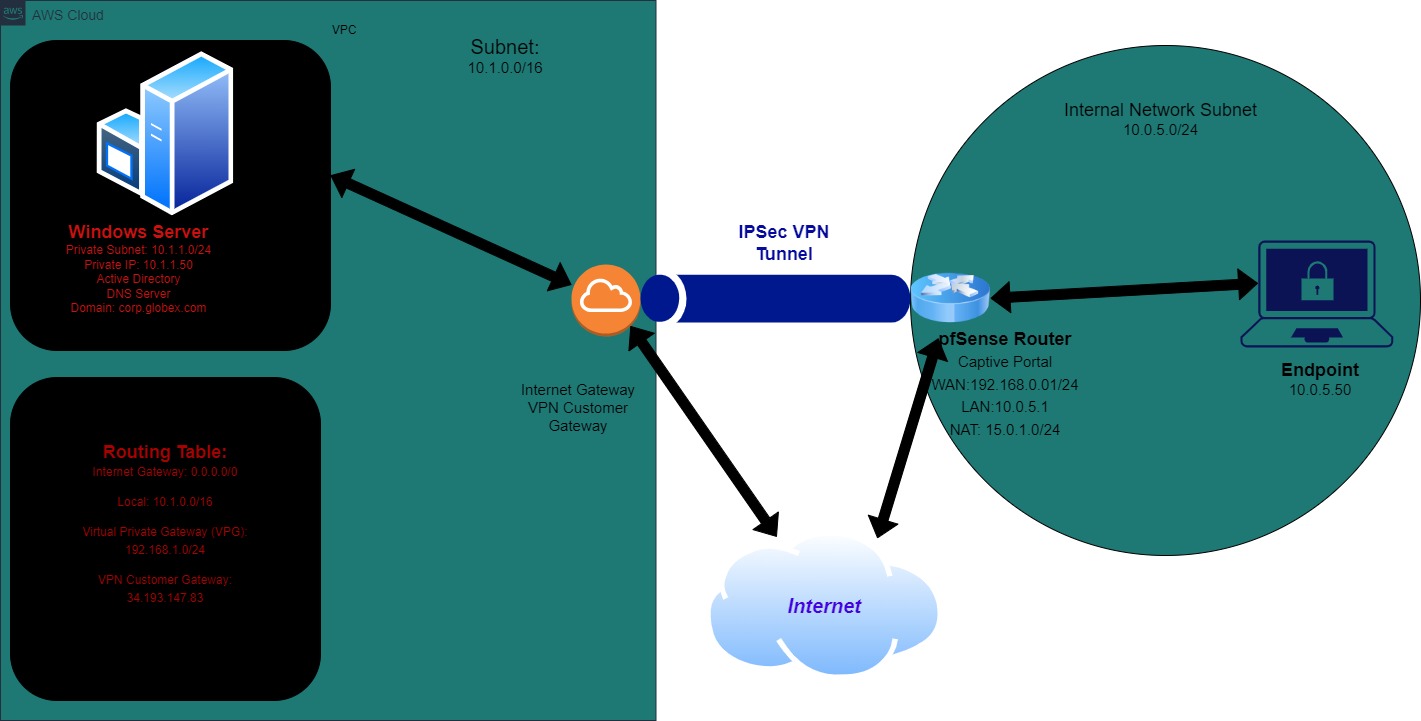 aws
AWS Cloud
VPC
Subnet:
10.1.0.0/16
Windows Server
Private Subnet: 10.1.1.0/24
Private IP: 10.1.1.50
Active Directory
DNS Server
Domain: corp.globex.com
Routing Table:
Internet Gateway: 0.0.0.0/0
Local: 10.1.0.0/16
Virtual Private Gateway (VPG):
192.168.1.0/24
VPN Customer Gateway:
34.193.147.83
Internet Gateway
VPN Customer
Gateway
IPSec VPN
Tunnel
Internet
Internal Network Subnet
10.0.5.0/24
pfSense Router
Captive Portal
WAN:192.168.0.01/24
LAN:10.0.5.1
NAT: 15.0.1.0/24
Endpoint
10.0.5.50